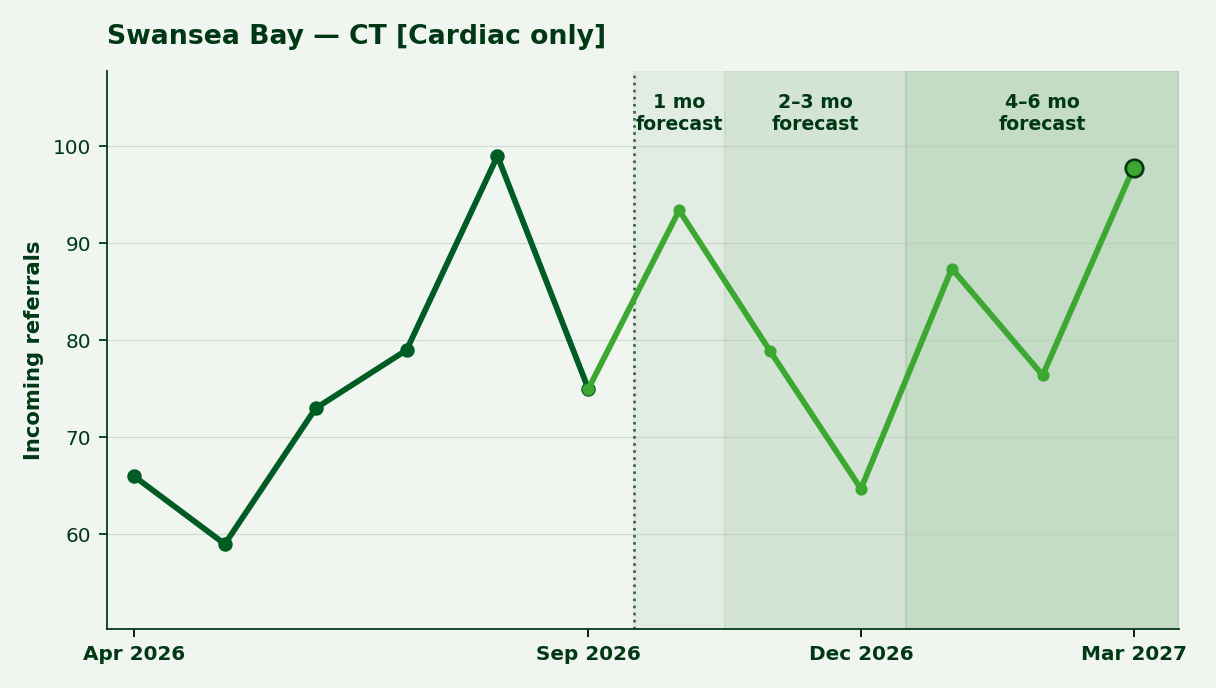 Swansea Bay — CT [Cardiac only]
1 mo
forecast
2–3 mo
forecast
4–6 mo
forecast
Incoming referrals
100
90
80
70
60
Apr 2026
Sep 2026
Dec 2026
Mar 2027